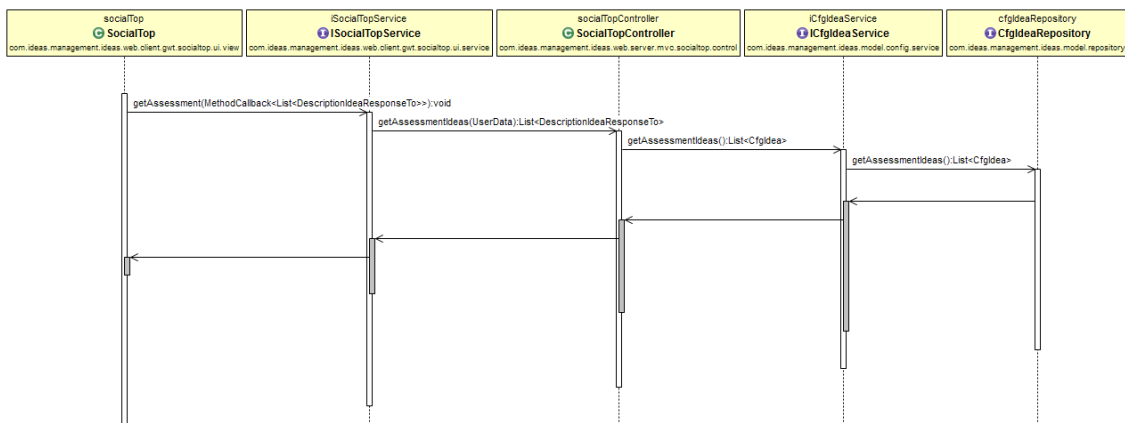 socialTop
C SocialTop
com.ideas.management.ideas.web.client.gwt.socialtop.ui.view
iSocialTopService
I ISocialTopService
com.ideas.management.ideas.web.client.gwt.socialtop.ui.service
socialTopController
C SocialTopController
com.ideas.management.ideas.web.server.mvc.socialtop.control
iCfgIdeaService
I ICfgIdeaService
com.ideas.management.ideas.model.config.service
cfgIdeaRepository
I CfgIdeaRepository
com.ideas.management.ideas.model.repository
getAssessment(MethodCallback<List<DescriptionIdeaResponseTo>>):void
getAssessmentIdeas(UserData):List<DescriptionIdeaResponseTo>
getAssessmentIdeas():List<CfgIdea>
getAssessmentIdeas():List<CfgIdea>